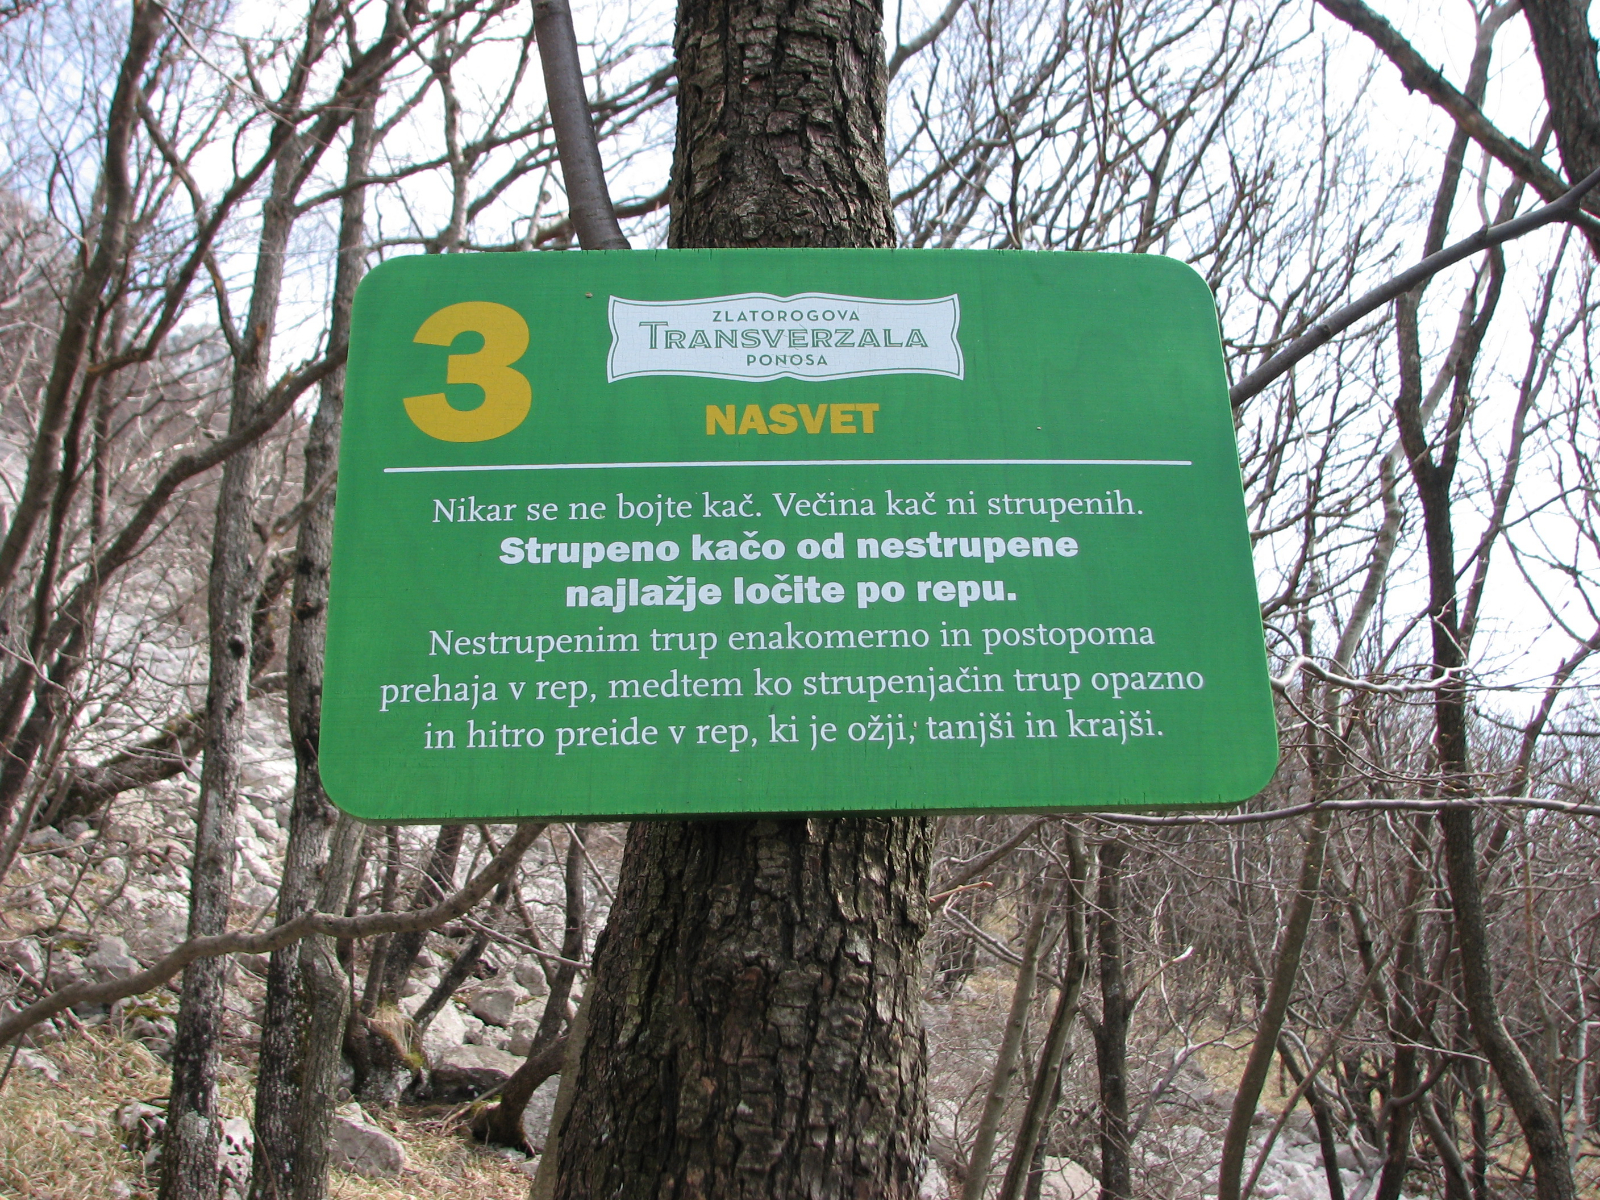 3
ZLATOROGOVA
TRANSVERZALA
PONOSA
NASVET
Nikar se ne bojte kač. Večina kač ni strupenih.
Strupeno kačo od nestrupene
najlažje ločite po repu.
Nestrupenim trup enakomerno in postopoma
prehaja v rep, medtem ko strupenjačin trup opazno
in hitro preide v rep, ki je ožji, tanjši in krajši.